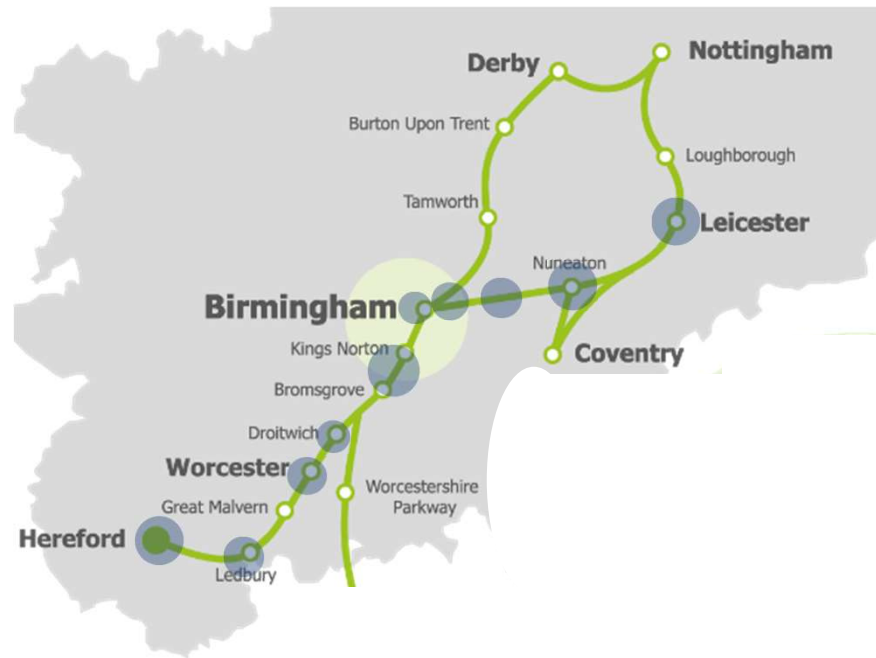 Nottingham
Derby
Burton Upon Trent
Loughborough
Tamworth
Leicester
Nuneaton
Birmingham
Kings Norton
Coventry
Bromsgrove
Droitwich
Worcester
Worcestershire
Parkway
Great Malvern
Hereford
Ledbury